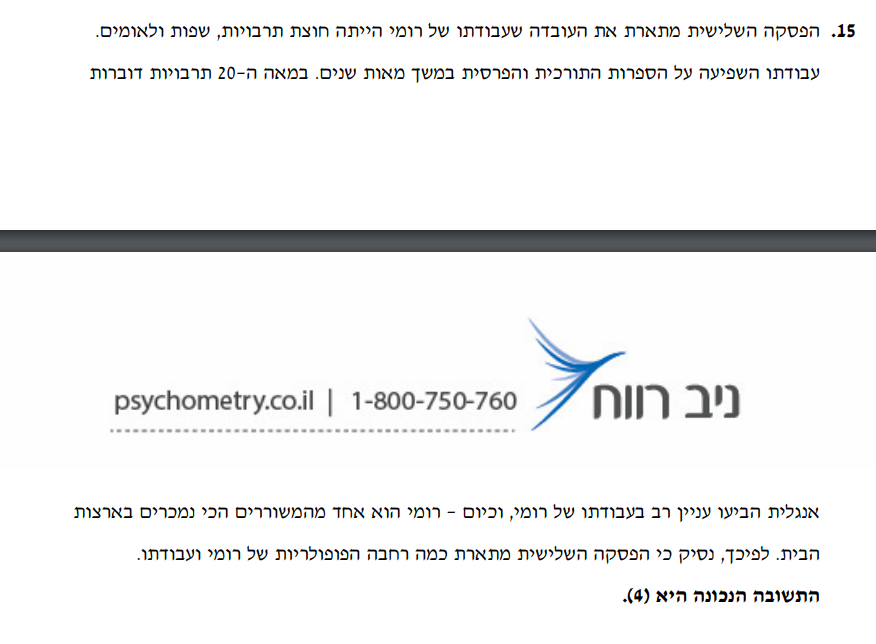 15. הפסקה השלישית מתארת את העובדה שעבודתו של רומי הייתה חוצת תרבויות, שפות ולאומים.
עבודתו השפיעה על הספרות התורכית והפרסית במשך מאות שנים. במאה ה-20 תרבויות דוברות
ניב רווח
psychometry.co.il | 1-800-750-760
אנגלית הביעו עניין רב בעבודתו של רומי, וכיום – רומי הוא אחד מהמשוררים הכי נמכרים בארצות
הבית. לפיכך, נסיק כי הפסקה השלישית מתארת כמה רחבה הפופולריות של רומי ועבודתו.
התשובה הנכונה היא (4).